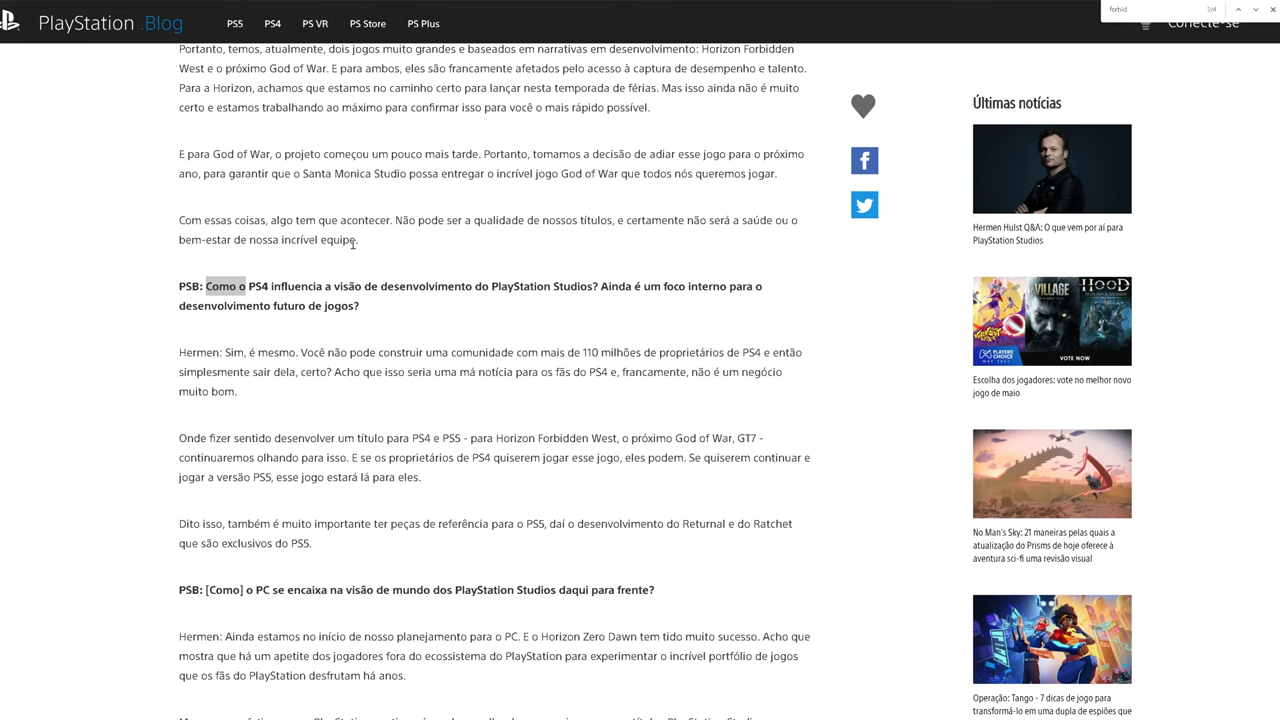 PlayStation.Blog
PS5 PS4 PS VR PS Store PS Plus
forbid 2/4
Conecte-se
Portanto, temos, atualmente, dois jogos muito grandes e baseados em narrativas em desenvolvimento: Horizon Forbidden
West e o próximo God of War. E para ambos, eles são francamente afetados pelo acesso à captura de desempenho e talento.
Para a Horizon, achamos que estamos no caminho certo para lançar nesta temporada de férias. Mas isso ainda não é muito
certo e estamos trabalhando ao máximo para confirmar isso para você o mais rápido possível.
E para God of War, o projeto começou um pouco mais tarde. Portanto, tomamos a decisão de adiar esse jogo para o próximo
ano, para garantir que o Santa Monica Studio possa entregar o incrível jogo God of War que todos nós queremos jogar.
Com essas coisas, algo tem que acontecer. Não pode ser a qualidade de nossos títulos, e certamente não será a saúde ou o
bem-estar de nossa incrível equipe.
PSB: Como o PS4 influencia a visão de desenvolvimento do PlayStation Studios? Ainda é um foco interno para o
desenvolvimento futuro de jogos?
Hermen: Sim, é mesmo. Você não pode construir uma comunidade com mais de 110 milhões de proprietários de PS4 e então
simplesmente sair dela, certo? Acho que isso seria uma má notícia para os fãs do PS4 e, francamente, não é um negócio
muito bom.
Onde fizer sentido desenvolver um título para PS4 e PS5 - para Horizon Forbidden West, o próximo God of War, GT7 -
continuaremos olhando para isso. E se os proprietários de PS4 quiserem jogar esse jogo, eles podem. Se quiserem continuar e
jogar a versão PS5, esse jogo estará lá para eles.
Dito isso, também é muito importante ter peças de referência para o PS5, daí o desenvolvimento do Returnal e do Ratchet
que são exclusivos do PS5.
PSB: [Como] o PC se encaixa na visão de mundo dos PlayStation Studios daqui para frente?
Hermen: Ainda estamos no início de nosso planejamento para o PC. E o Horizon Zero Dawn tem tido muito sucesso. Acho que
mostra que há um apetite dos jogadores fora do ecossistema do PlayStation para experimentar o incrível portfólio de jogos
que os fãs do PlayStation desfrutam há anos.
Últimas notícias
Hermen Hulst Q&A: O que vem por aí para
PlayStation Studios
VILLAGE
HOOD
PLAYERS
CHOICE
VOTE NOW
Escolha dos jogadores: vote no melhor novo
jogo de maio
No Man's Sky: 21 maneiras pelas quais a
atualização do Prisms de hoje oferece à
aventura sci-fi uma revisão visual
Operação: Tango - 7 dicas de jogo para
transformá-lo em uma dupla de espiões que